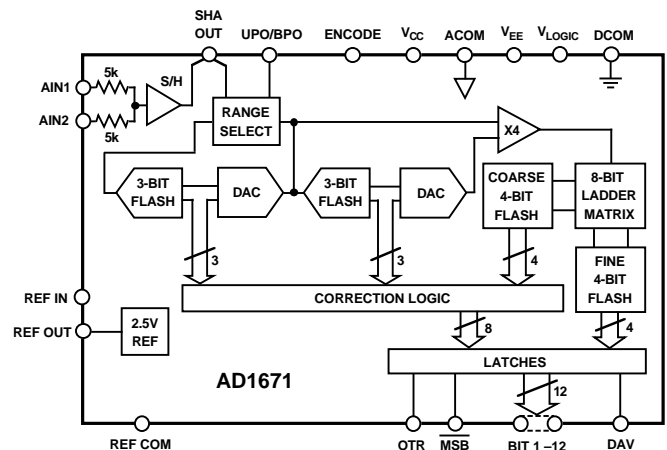 SHA
OUT
UPO/BPO
ENCODE
VCC
ACOM
VEE
VLOGIC
DCOM
5k
S/H
AIN1
AIN2
5k
RANGE
SELECT
X4
3-BIT
FLASH
DAC
3-BIT
FLASH
DAC
COARSE
4-BIT
FLASH
8-BIT
LADDER
MATRIX
3
3
4
FINE
4-BIT
FLASH
REF IN
CORRECTION LOGIC
REF OUT
2.5V
REF
8
4
LATCHES
AD1671
12
REF COM
OTR
MSB
BIT 1 –12
DAV